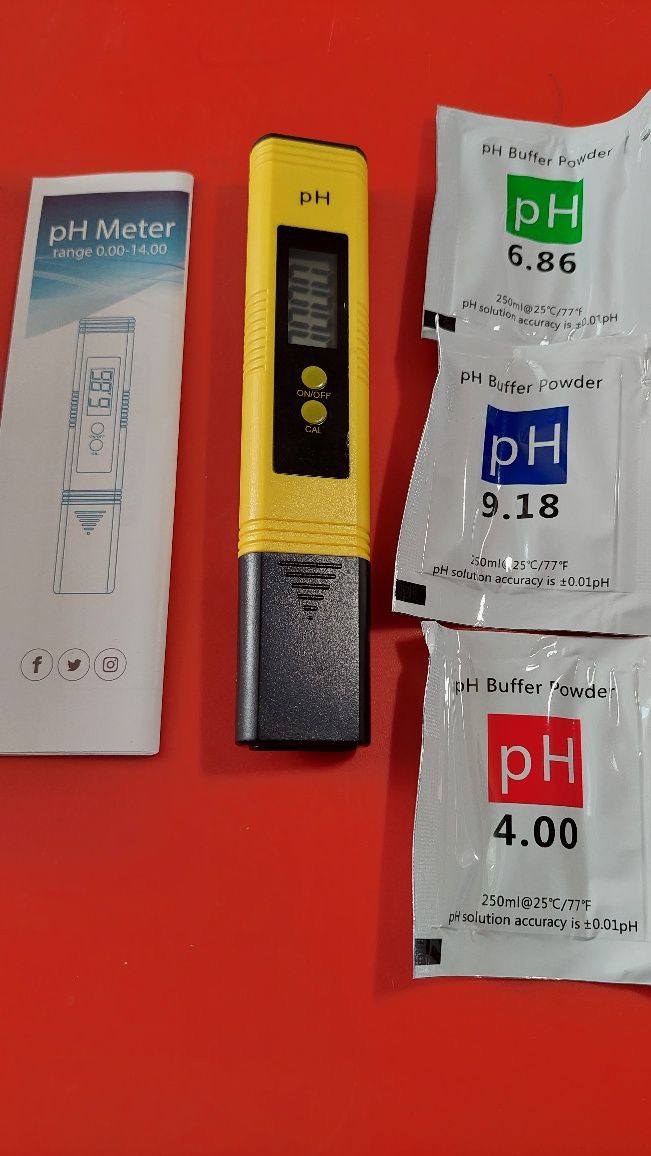 pH Meter
range 0.00-14.00
6.86
ON/OFF
CAL
pH
ON/OFF
CAL
pH Buffer Powder
pH
6.86
250ml@25℃/77℉
pH solution accuracy is ±0.01pH
pH Buffer Powder
pH
9.18
250ml@25℃/77℉
pH solution accuracy is ±0.01pH
pH Buffer Powder
pH
4.00
250ml@25℃/77℉
pH solution accuracy is ±0.01pH